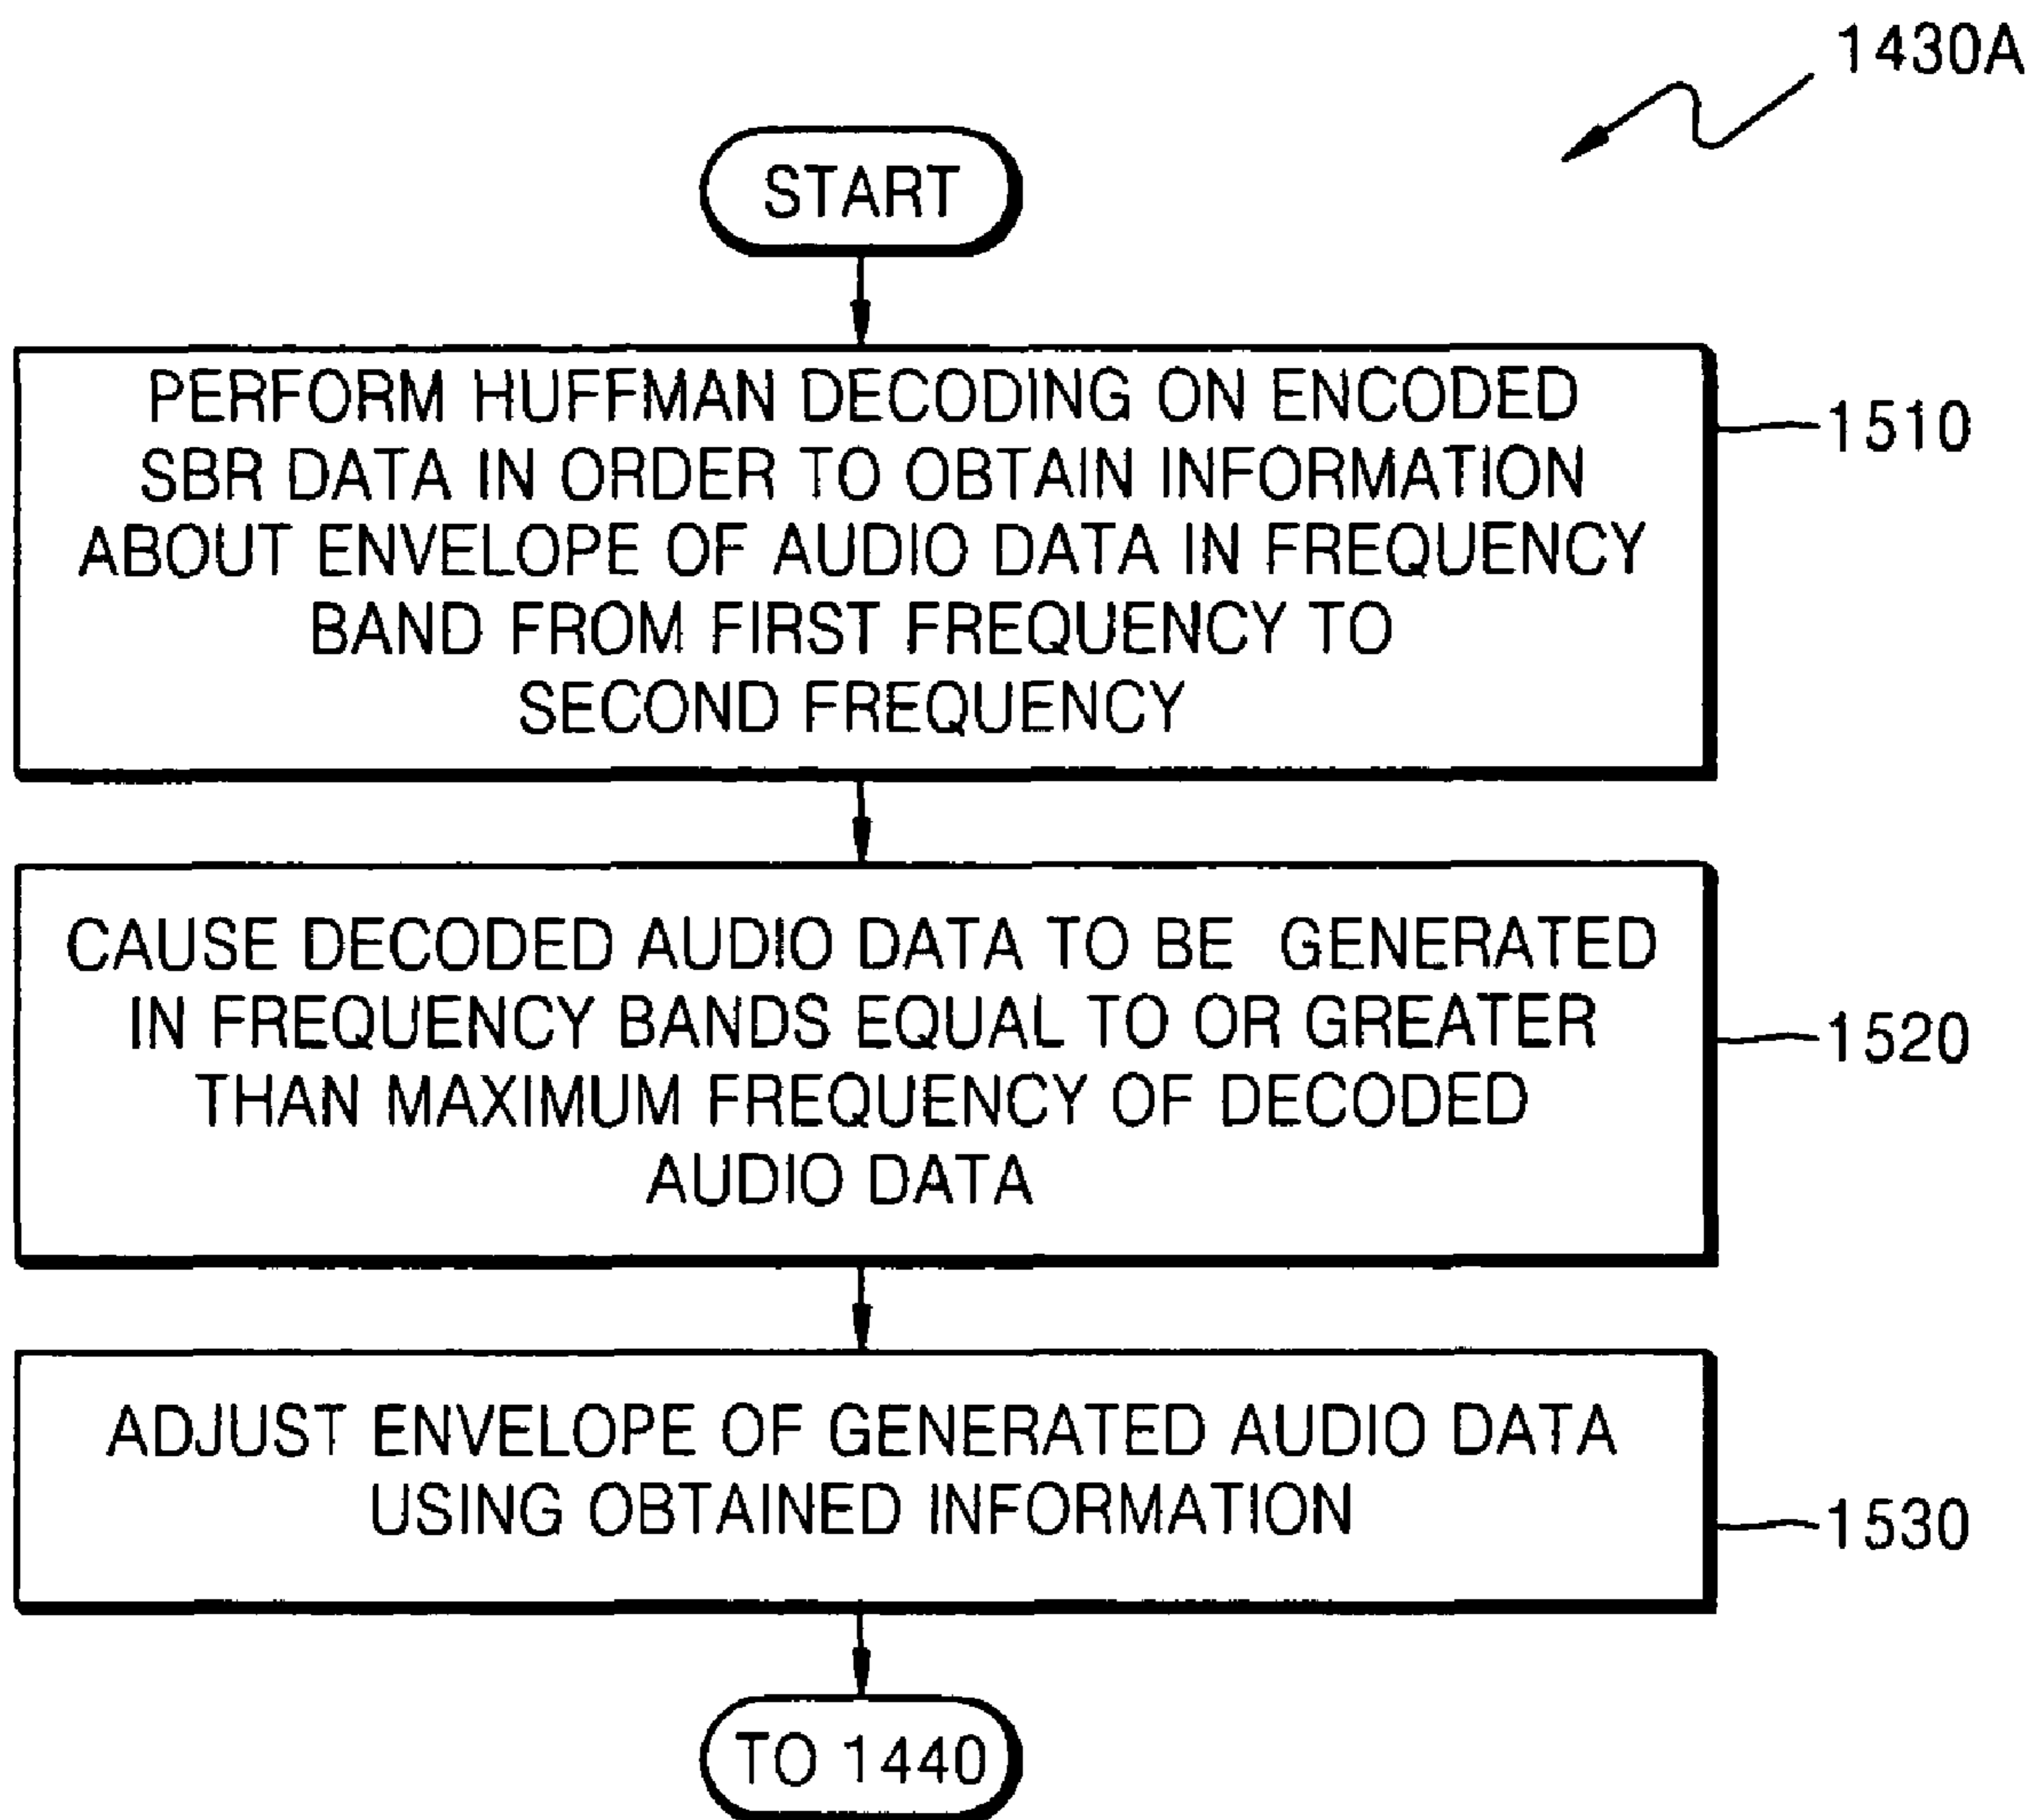 1430A
START
PERFORM HUFFMAN DECODING ON ENCODED
SBR DATA IN ORDER TO OBTAIN INFORMATION
ABOUT ENVELOPE OF AUDIO DATA IN FREQUENCY
BAND FROM FIRST FREQUENCY TO
SECOND FREQUENCY
1510
CAUSE DECODED AUDIO DATA TO BE GENERATED
IN FREQUENCY BANDS EQUAL TO OR GREATER
THAN MAXIMUM FREQUENCY OF DECODED
AUDIO DATA
1520
ADJUST ENVELOPE OF GENERATED AUDIO DATA
USING OBTAINED INFORMATION
1530
TO 1440